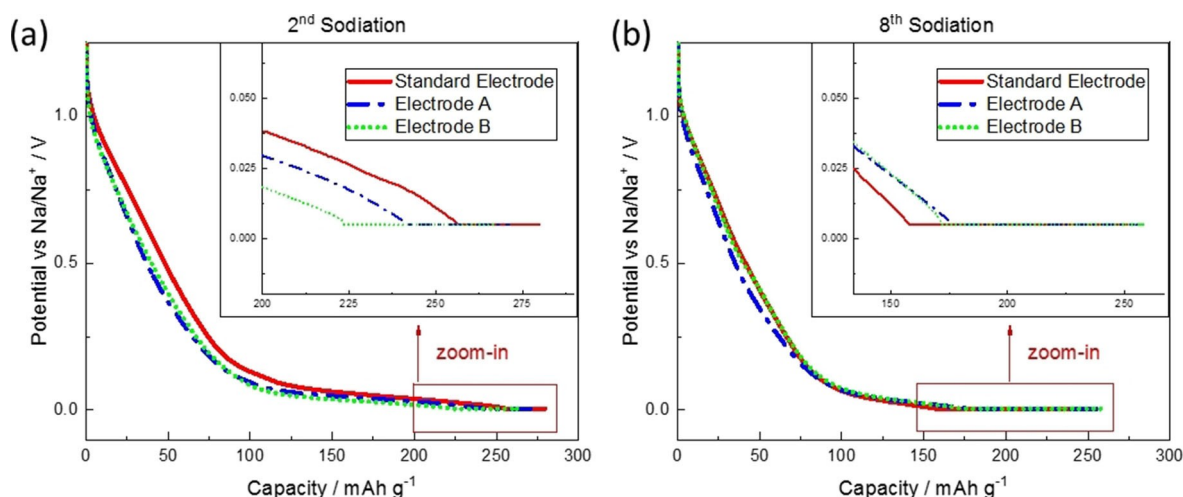 (a)
2nd Sodiation
Potential vs Na/Na+ / V
1.0
0.5
0.0
0.050
0.025
0.000
200 225 250 275
Standard Electrode
Electrode A
Electrode B
zoom-in
0 50 100 150 200 250 300
Capacity / mAh g-1
(b)
8th Sodiation
Potential vs Na/Na+ / V
1.0
0.5
0.0
0.050
0.025
0.000
150 200 250
Standard Electrode
Electrode A
Electrode B
zoom-in
0 50 100 150 200 250 300
Capacity / mAh g-1